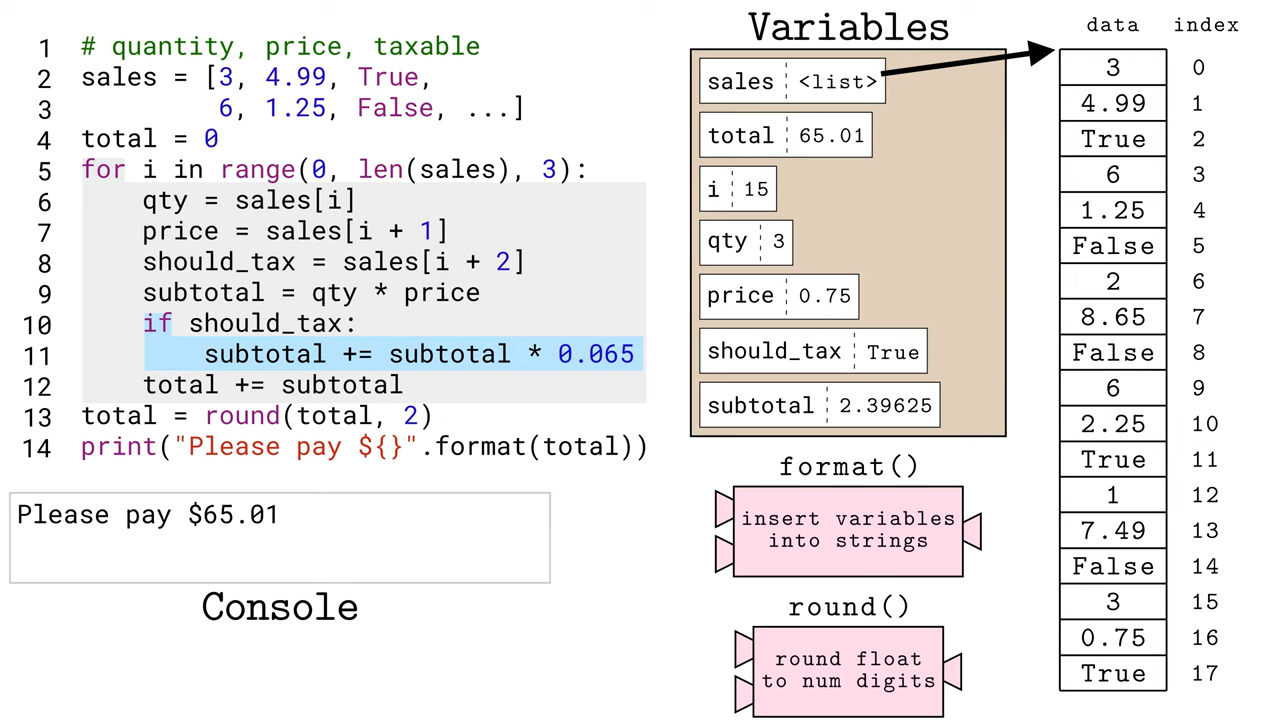 1 # quantity, price, taxable
2 sales = [3, 4.99, True,
3          6, 1.25, False, ...]
4 total = 0
5 for i in range(0, len(sales), 3):
6     qty = sales[i]
7     price = sales[i + 1]
8     should_tax = sales[i + 2]
9     subtotal = qty * price
10     if should_tax:
11         subtotal += subtotal * 0.065
12     total += subtotal
13 total = round(total, 2)
14 print("Please pay ${}".format(total))
Please pay $65.01
Console
Variables
sales <list>
total 65.01
i 15
qty 3
price 0.75
should_tax True
subtotal 2.39625
format()
insert variables
into strings
round()
round float
to num digits
data index
3 0
4.99 1
True 2
6 3
1.25 4
False 5
2 6
8.65 7
False 8
6 9
2.25 10
True 11
1 12
7.49 13
False 14
3 15
0.75 16
True 17